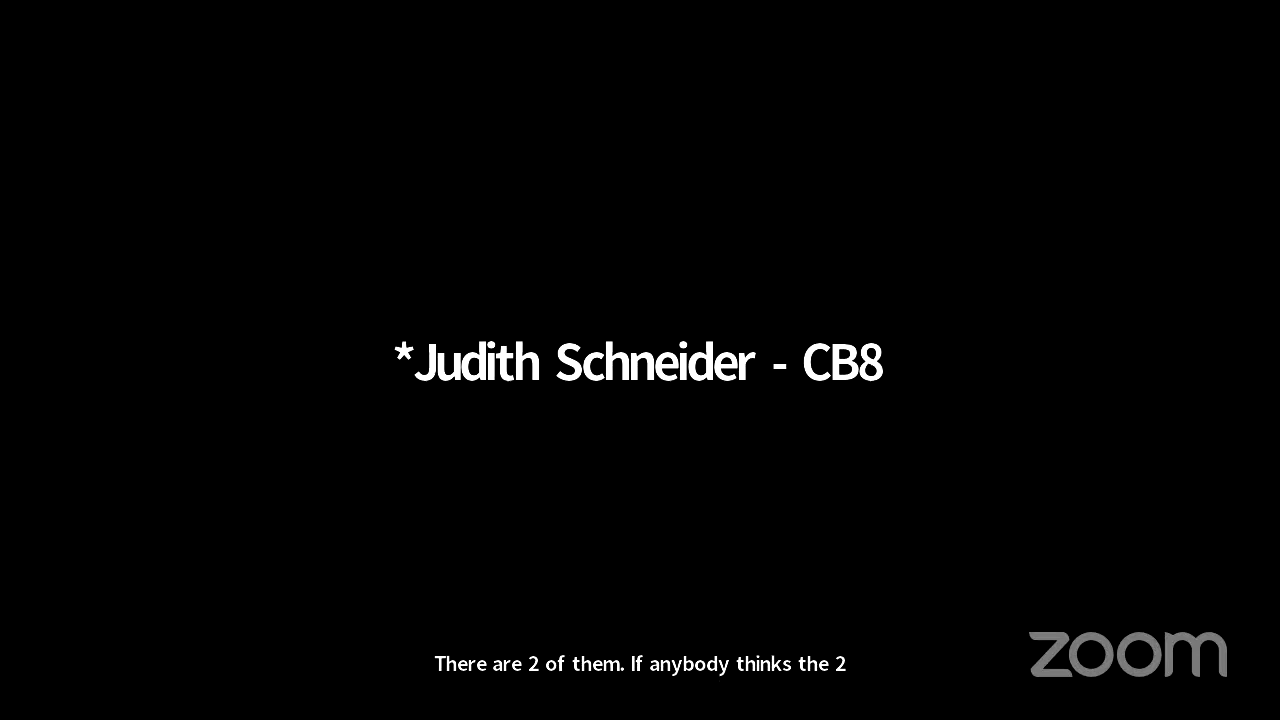 *Judith Schneider - CB8
There are 2 of them. If anybody thinks the 2
zoom